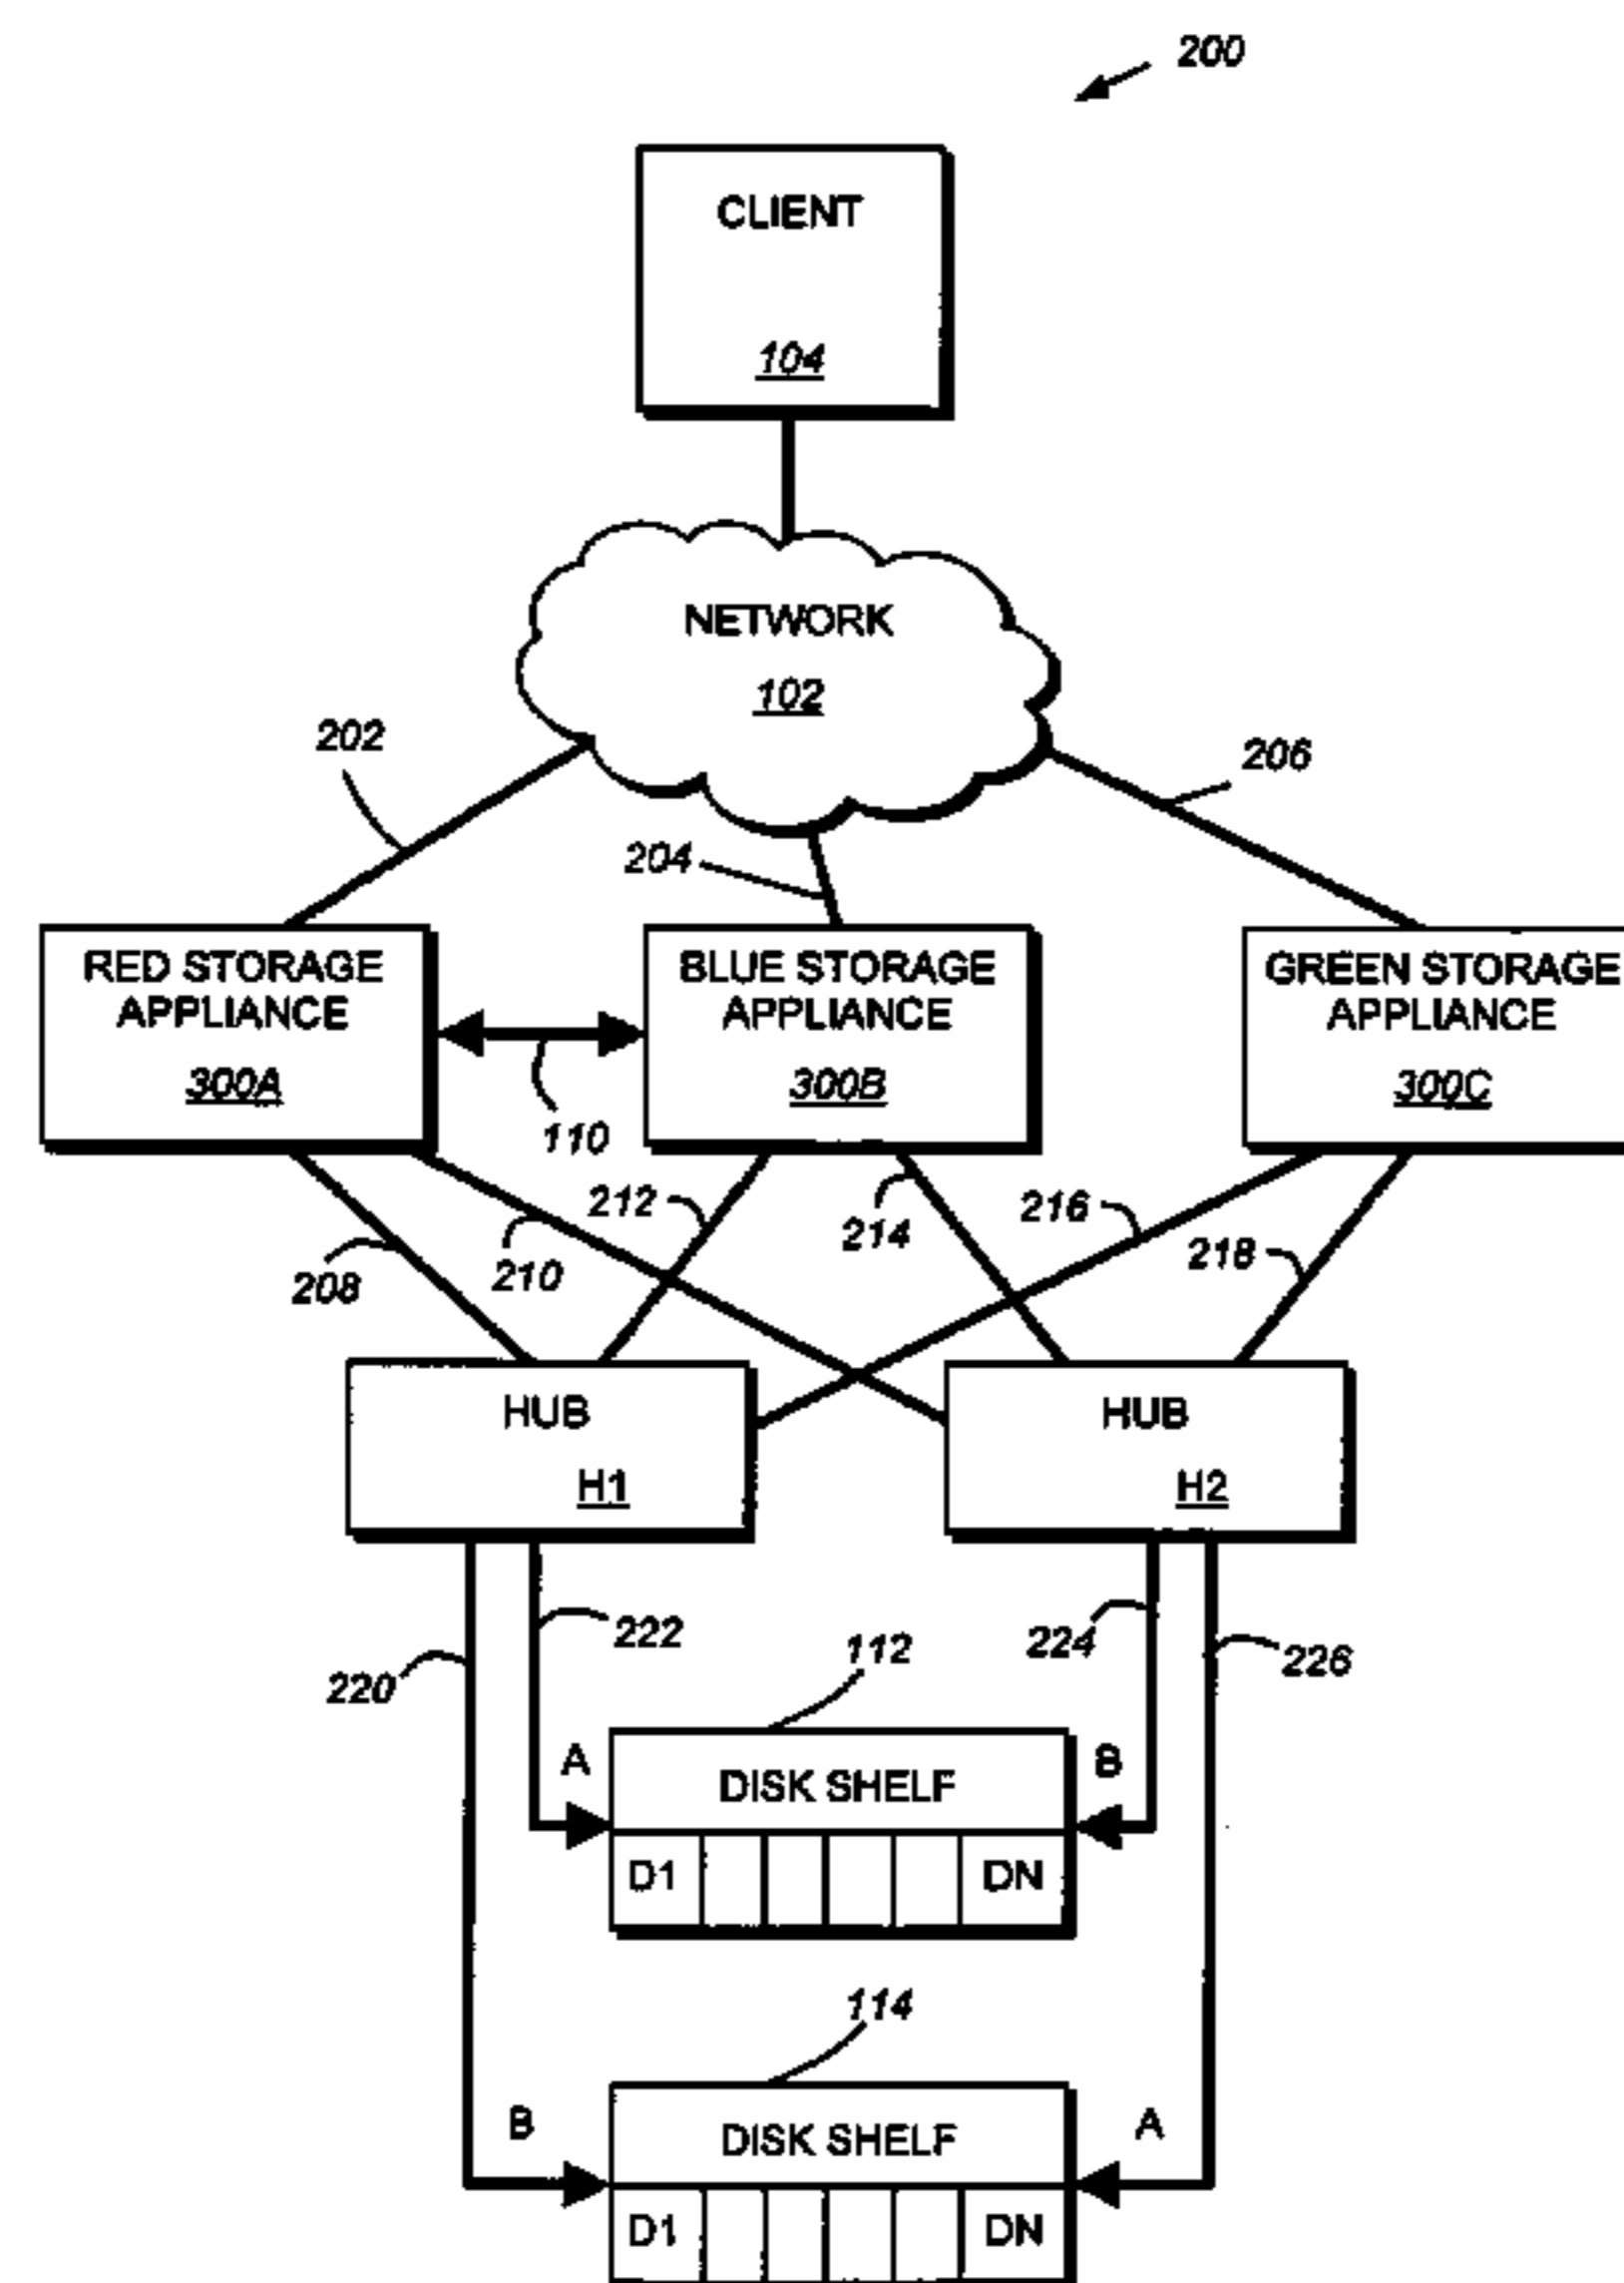 200
CLIENT
104
NETWORK
102
202
206
204
RED STORAGE
APPLIANCE
300A
BLUE STORAGE
APPLIANCE
300B
GREEN STORAGE
APPLIANCE
300C
110
212
214
216
218
208
210
HUB
H1
HUB
H2
222
224
226
220
112
A
B
DISK SHELF
D1
DN
114
B
A
DISK SHELF
D1
DN